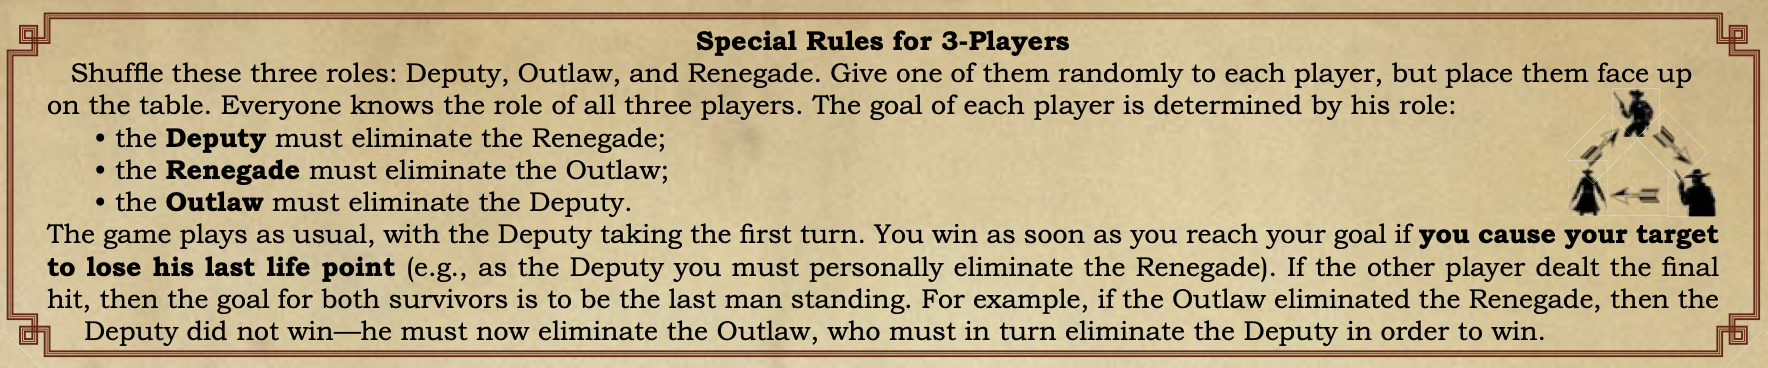 Special Rules for 3-Players
Shuffle these three roles: Deputy, Outlaw, and Renegade. Give one of them randomly to each player, but place them face up
on the table. Everyone knows the role of all three players. The goal of each player is determined by his role:
• the Deputy must eliminate the Renegade;
• the Renegade must eliminate the Outlaw;
• the Outlaw must eliminate the Deputy.
The game plays as usual, with the Deputy taking the first turn. You win as soon as you reach your goal if you cause your target
to lose his last life point (e.g., as the Deputy you must personally eliminate the Renegade). If the other player dealt the final
hit, then the goal for both survivors is to be the last man standing. For example, if the Outlaw eliminated the Renegade, then the
Deputy did not win—he must now eliminate the Outlaw, who must in turn eliminate the Deputy in order to win.